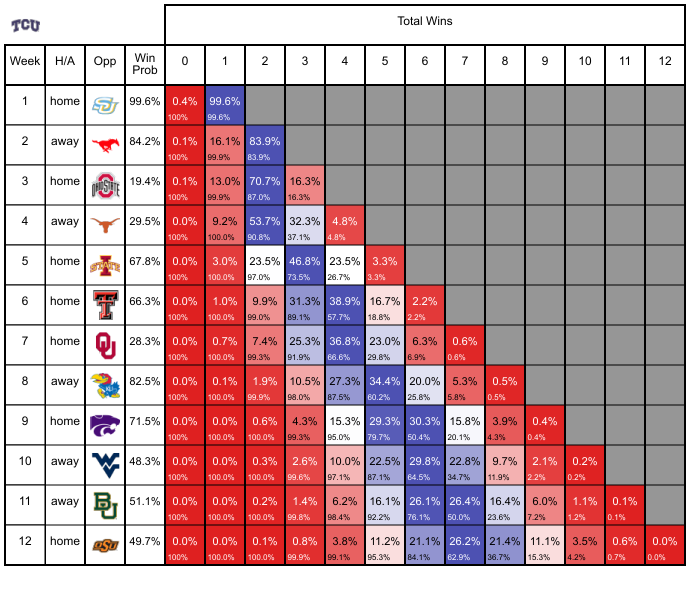 TCU
Total Wins
Week H/A Opp Win Prob 0 1 2 3 4 5 6 7 8 9 10 11 12
1 home SJ 99.6% 0.4% 99.6%
100% 99.6%
2 away 84.2% 0.1% 16.1% 83.9%
100% 99.9% 83.9%
3 home OHIO STATE 19.4% 0.1% 13.0% 70.7% 16.3%
100% 99.9% 87.0% 16.3%
4 away 29.5% 0.0% 9.2% 53.7% 32.3% 4.8%
100% 100.0% 90.8% 37.1% 4.8%
5 home STATE 67.8% 0.0% 3.0% 23.5% 46.8% 23.5% 3.3%
100% 100.0% 97.0% 73.5% 26.7% 3.3%
6 home T 66.3% 0.0% 1.0% 9.9% 31.3% 38.9% 16.7% 2.2%
100% 100.0% 99.0% 89.1% 57.7% 18.8% 2.2%
7 home OU 28.3% 0.0% 0.7% 7.4% 25.3% 36.8% 23.0% 6.3% 0.6%
100% 100.0% 99.3% 91.9% 66.6% 29.8% 6.9% 0.6%
8 away KU 82.5% 0.0% 0.1% 1.9% 10.5% 27.3% 34.4% 20.0% 5.3% 0.5%
100% 100.0% 99.9% 98.0% 87.5% 60.2% 25.8% 5.8% 0.5%
9 home 71.5% 0.0% 0.0% 0.6% 4.3% 15.3% 29.3% 30.3% 15.8% 3.9% 0.4%
100% 100.0% 100.0% 99.3% 95.0% 79.7% 50.4% 20.1% 4.3% 0.4%
10 away WV 48.3% 0.0% 0.0% 0.3% 2.6% 10.0% 22.5% 29.8% 22.8% 9.7% 2.1% 0.2%
100% 100.0% 100.0% 99.6% 97.1% 87.1% 64.5% 34.7% 11.9% 2.2% 0.2%
11 away BU 51.1% 0.0% 0.0% 0.2% 1.4% 6.2% 16.1% 26.1% 26.4% 16.4% 6.0% 1.1% 0.1%
100% 100.0% 100.0% 99.8% 98.4% 92.2% 76.1% 50.0% 23.6% 7.2% 1.2% 0.1%
12 home OSU 49.7% 0.0% 0.0% 0.1% 0.8% 3.8% 11.2% 21.1% 26.2% 21.4% 11.1% 3.5% 0.6% 0.0%
100% 100.0% 100.0% 99.9% 99.1% 95.3% 84.1% 62.9% 36.7% 15.3% 4.2% 0.7% 0.0%